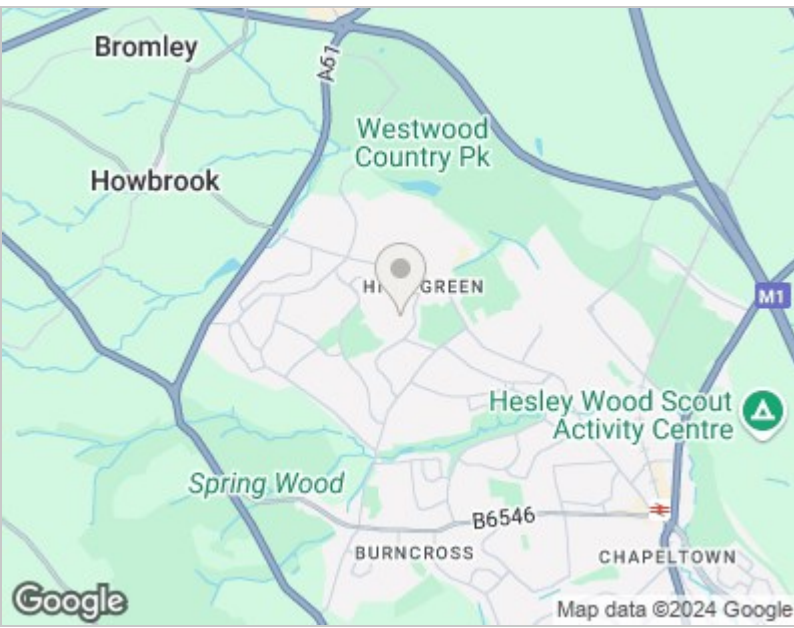 Bromley
A61
Westwood
Country Pk
Howbrook
GREEN
M1
Hesley Wood Scout
Activity Centre
Spring Wood
B6546
BURNCROSS
CHAPELTOWN
Google
Map data ©2024 Google